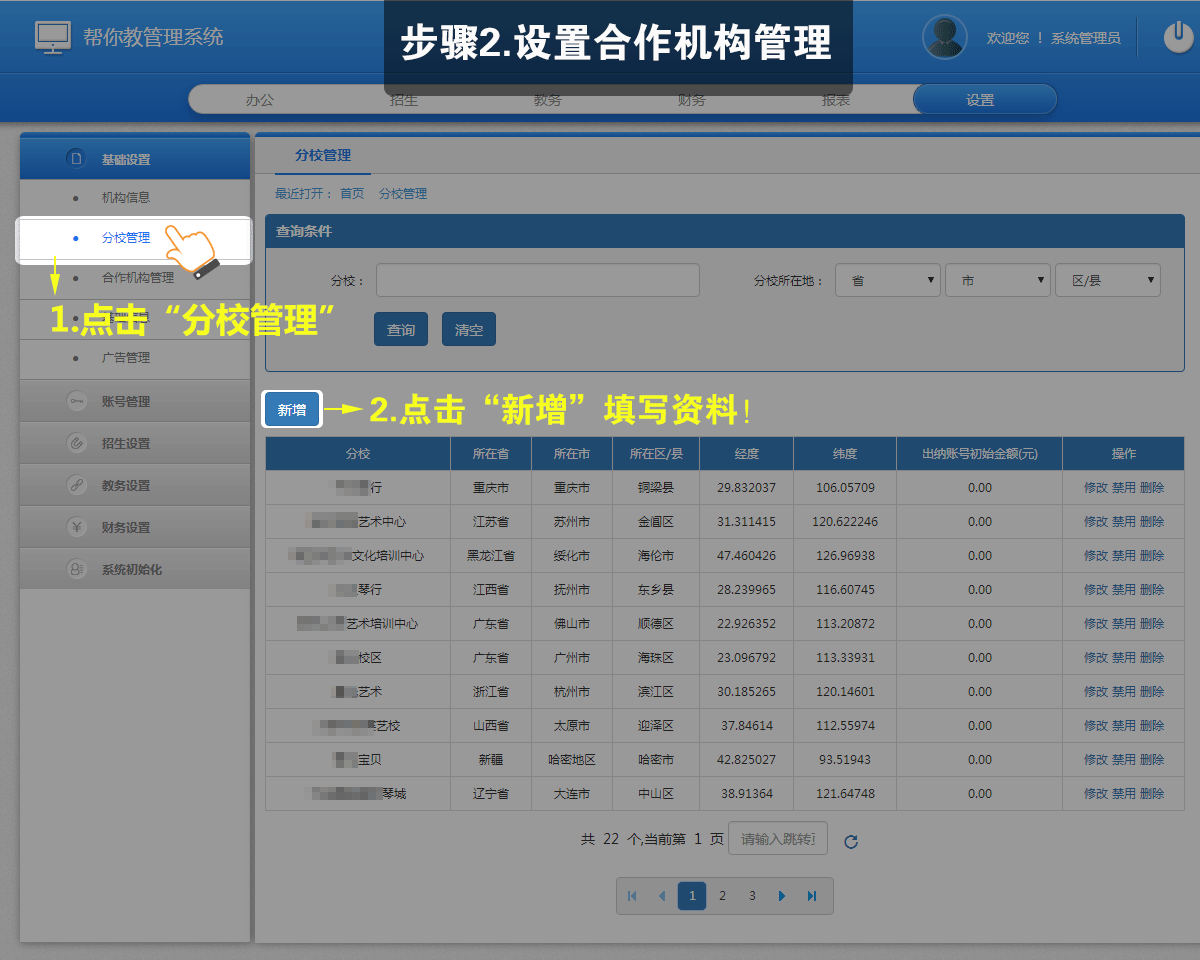 帮你教管理系统
步骤2.设置合作机构管理
欢迎您 ！ 系统管理员
办公 招生 教务 财务 报表 设置
基础设置
机构信息
分校管理
合作机构管理
广告管理
账号管理
招生设置
教务设置
财务设置
系统初始化
1.点击“分校管理”
分校管理
最近打开： 首页 分校管理
查询条件
分校： 分校所在地： 省 市 区/县
查询 清空
新增 2.点击“新增”填写资料！
分校 所在省 所在市 所在区/县 经度 纬度 出纳账号初始金额(元) 操作
行 重庆市 重庆市 铜梁县 29.832037 106.05709 0.00 修改 禁用 删除
艺术中心 江苏省 苏州市 金阊区 31.311415 120.622246 0.00 修改 禁用 删除
文化培训中心 黑龙江省 绥化市 海伦市 47.460426 126.96938 0.00 修改 禁用 删除
琴行 江西省 抚州市 东乡县 28.239965 116.60745 0.00 修改 禁用 删除
艺术培训中心 广东省 佛山市 顺德区 22.926352 113.20872 0.00 修改 禁用 删除
校区 广东省 广州市 海珠区 23.096792 113.33931 0.00 修改 禁用 删除
艺术 浙江省 杭州市 滨江区 30.185265 120.14601 0.00 修改 禁用 删除
艺校 山西省 太原市 迎泽区 37.84614 112.55974 0.00 修改 禁用 删除
宝贝 新疆 哈密地区 哈密市 42.825027 93.51943 0.00 修改 禁用 删除
琴城 辽宁省 大连市 中山区 38.91364 121.64748 0.00 修改 禁用 删除
共 22 个,当前第 1 页 请输入跳转
1 2 3